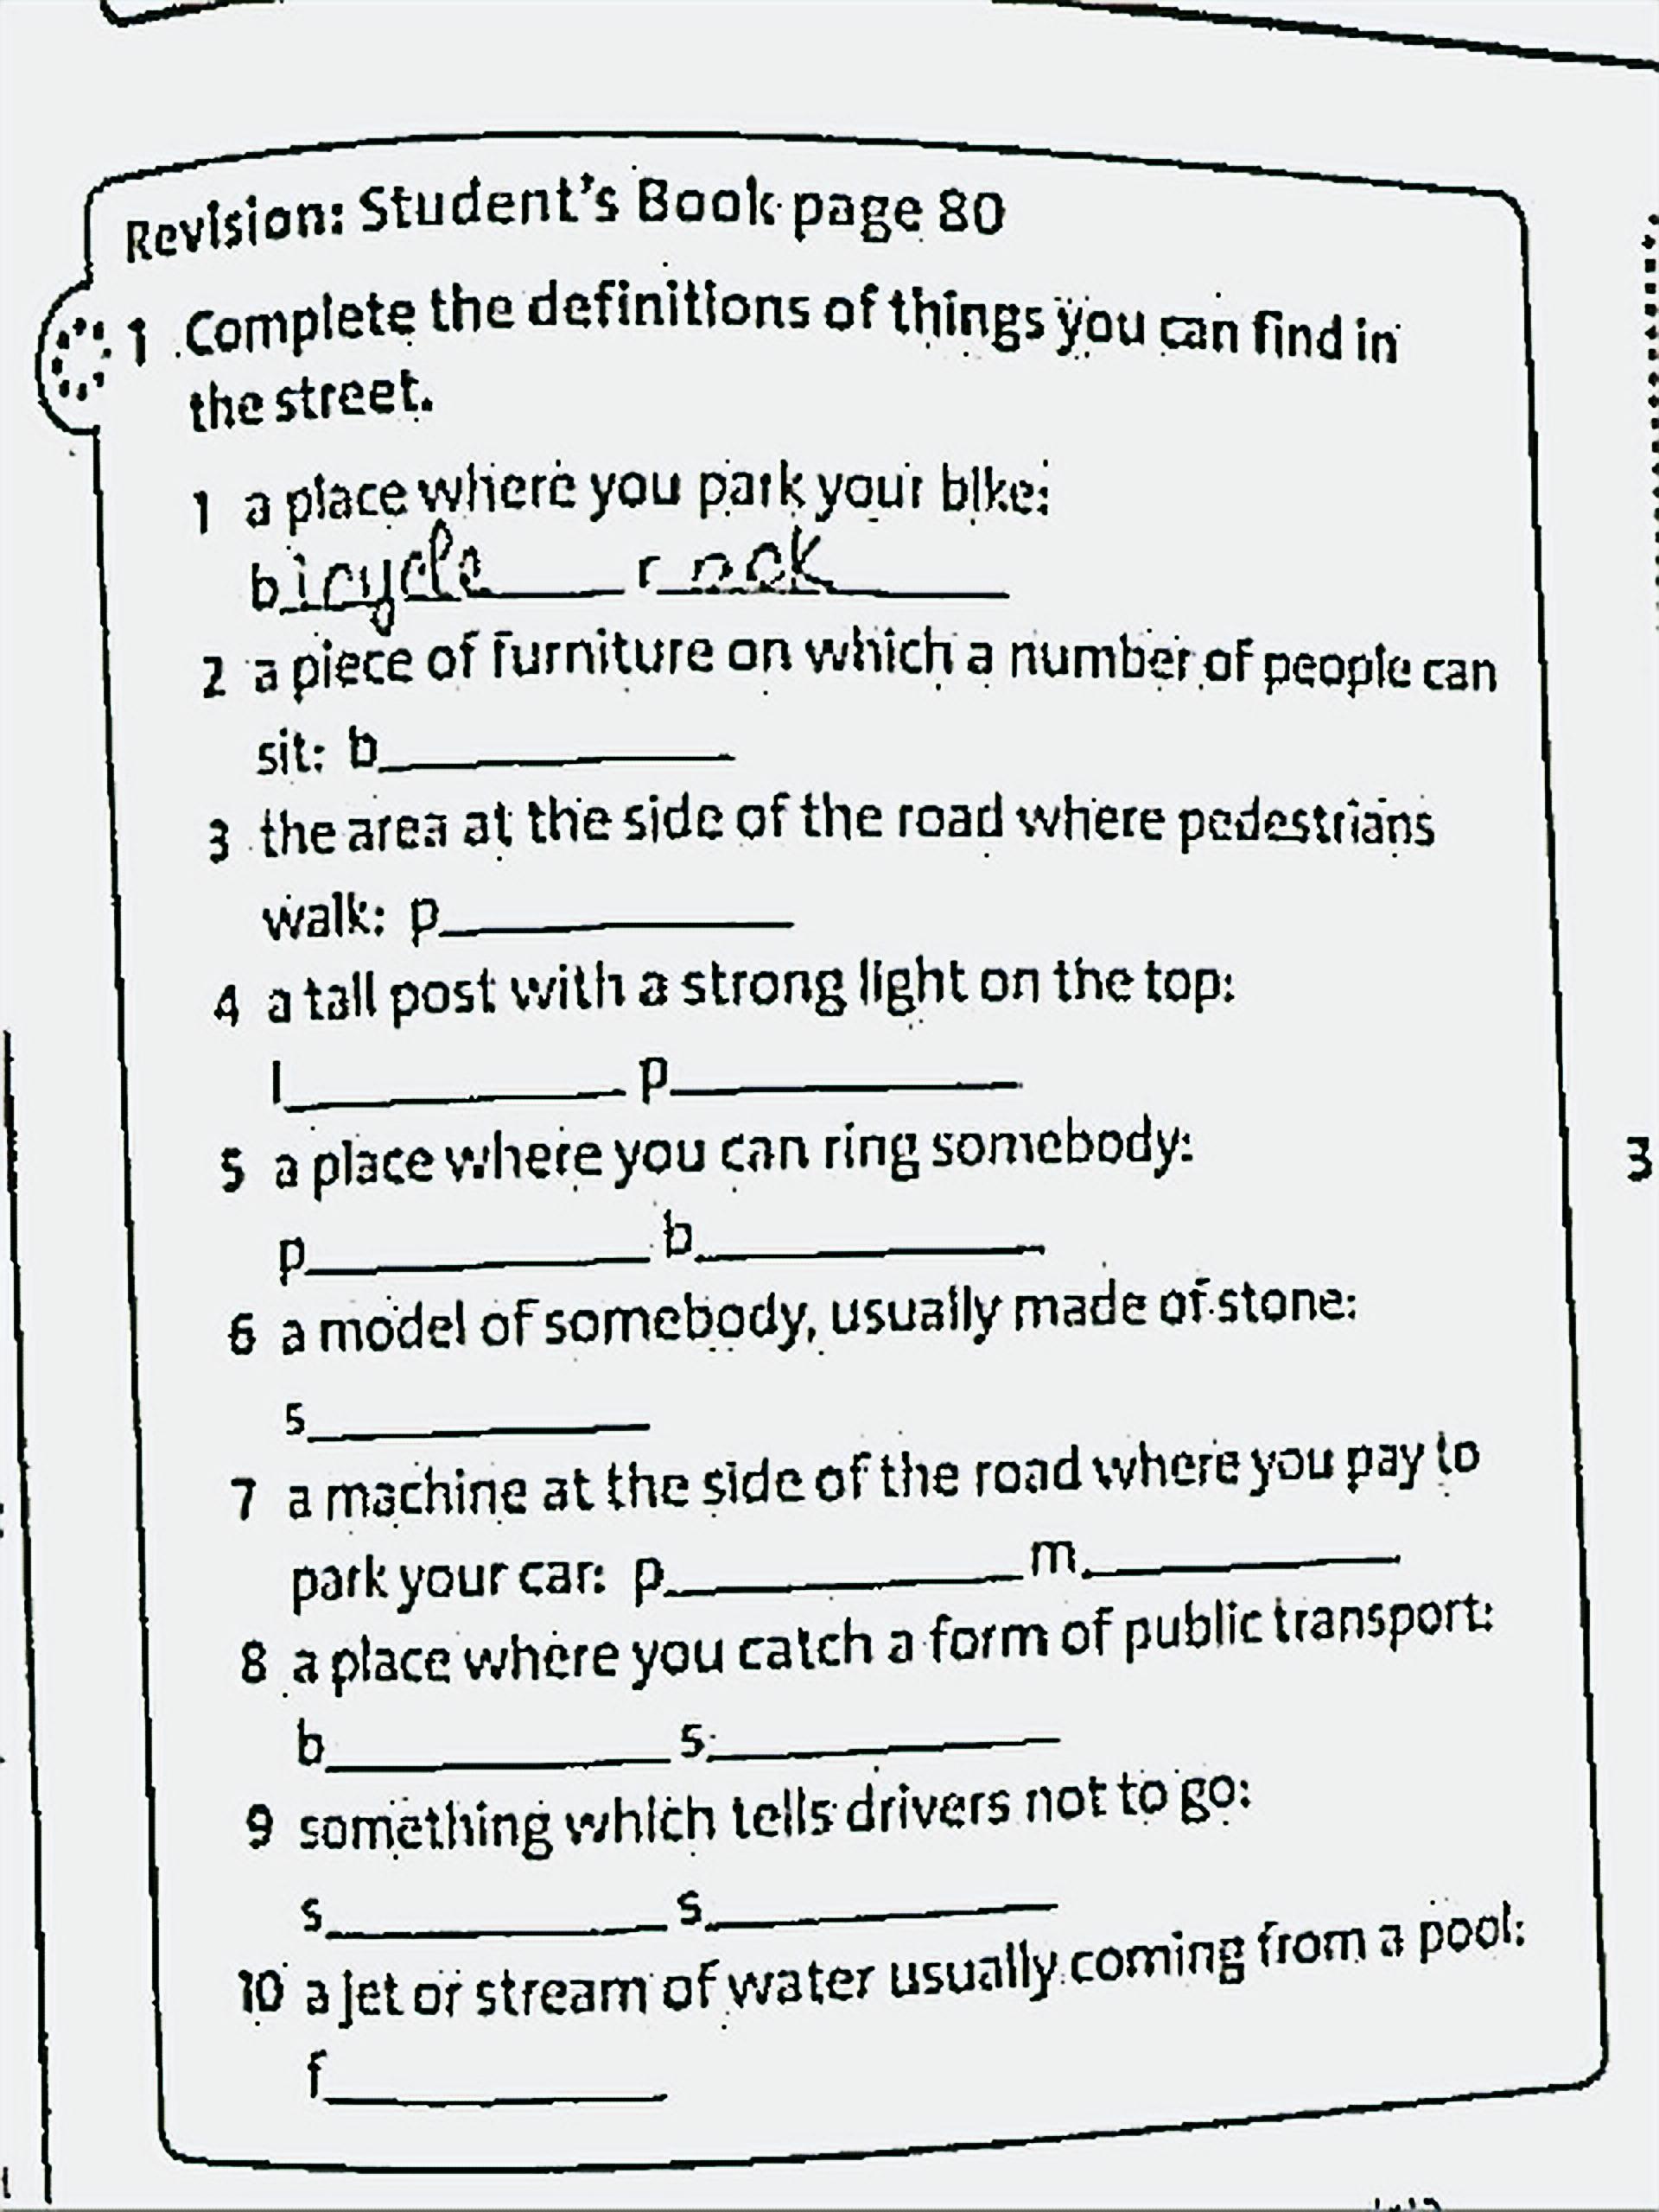 Revision: Student's Book page 80
1 Complete the definitions of things you can find in
the street.
1 a place where you park your bike:
bicycle r ack
2 a piece of furniture on which a number of people can
sit: b
3 the area at the side of the road where pedestrians
walk: p
4 a tall post with a strong light on the top:
l p
5 a place where you can ring somebody:
p b
6 a model of somebody, usually made of stone:
s
7 a machine at the side of the road where you pay to
park your car: p m
8 a place where you catch a form of public transport:
b s
9 something which tells drivers not to go:
s s
10 a jet or stream of water usually coming from a pool:
f
3